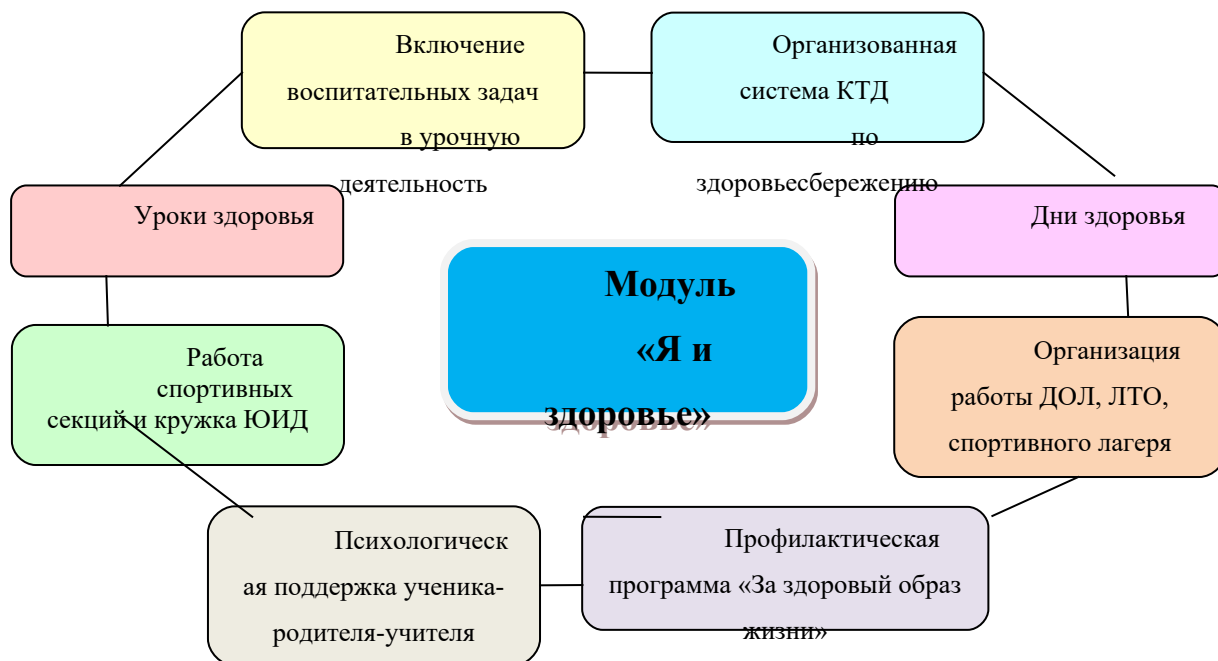 Включение
воспитательных задач
в урочную
деятельность
Организованная
система КТД
по
здоровьесбережению
Уроки здоровья
Дни здоровья
Модуль
«Я и
здоровье»
Работа
спортивных
секций и кружка ЮИД
Организация
работы ДОЛ, ЛТО,
спортивного лагеря
Психологическ
ая поддержка ученика-
родителя-учителя
Профилактическая
программа «За здоровый образ
жизни»